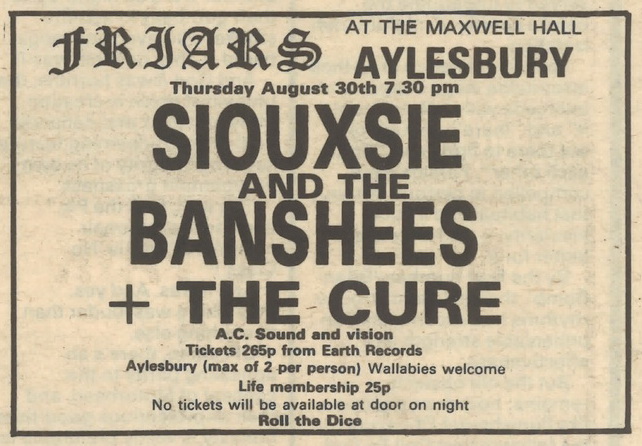 FRIARS AT THE MAXWELL HALL
AYLESBURY
Thursday August 30th 7.30 pm
SIOUXSIE
AND THE
BANSHEES
+ THE CURE
A.C. Sound and vision
Tickets 265p from Earth Records
Aylesbury (max of 2 per person) Wallabies welcome
Life membership 25p
No tickets will be available at door on night
Roll the Dice